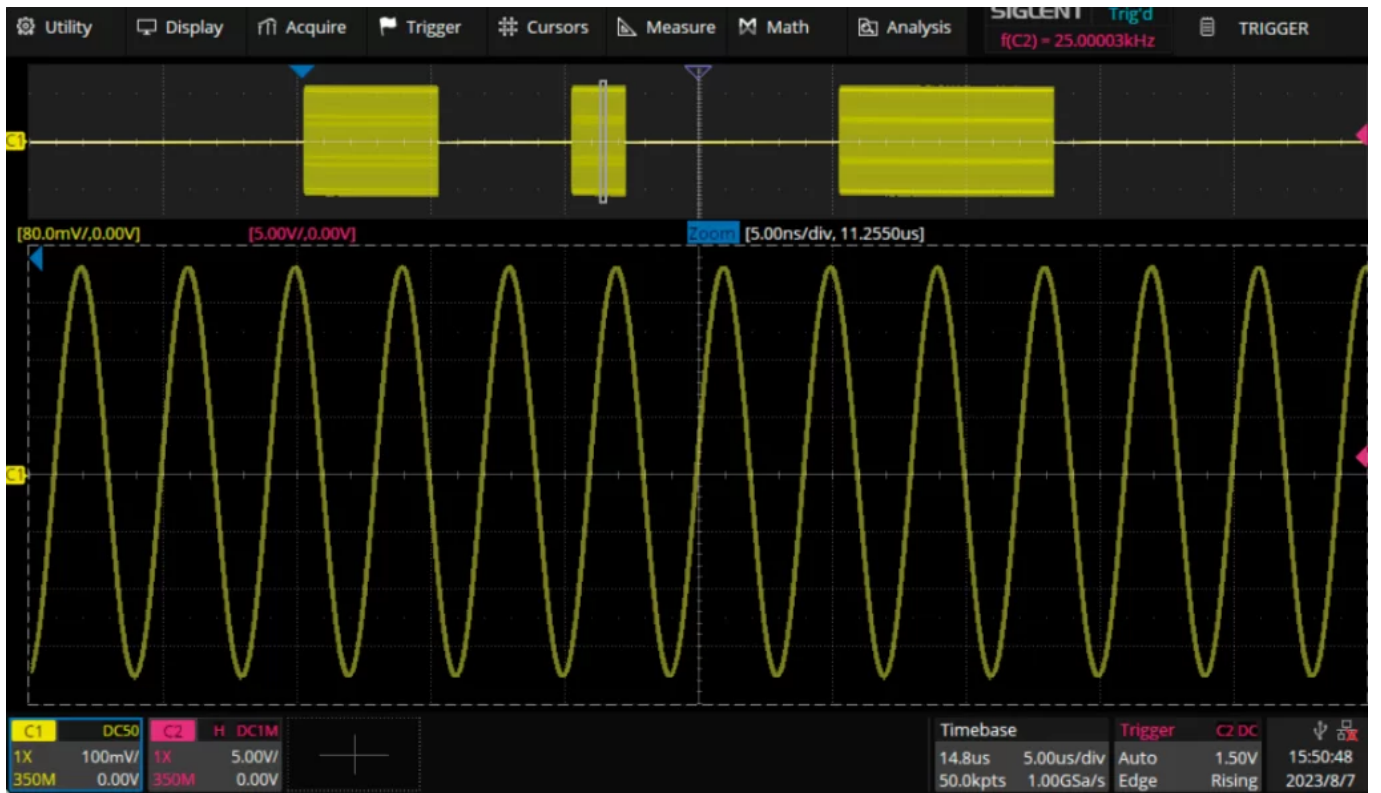 Utility Display Acquire Trigger Cursors Measure Math Analysis SIGLENT Trig'd TRIGGER
f(C2) = 25.00003kHz
C1
[80.0mV/,0.00V] [5.00V/,0.00V] Zoom [5.00ns/div, 11.2550us]
C1
C1 DC50 C2 H DC1M Timebase Trigger C2 DC
1X 100mV/ 1X 5.00V/ 14.8us 5.00us/div Auto 1.50V 15:50:48
350M 0.00V 350M 0.00V 50.0kpts 1.00GSa/s Edge Rising 2023/8/7